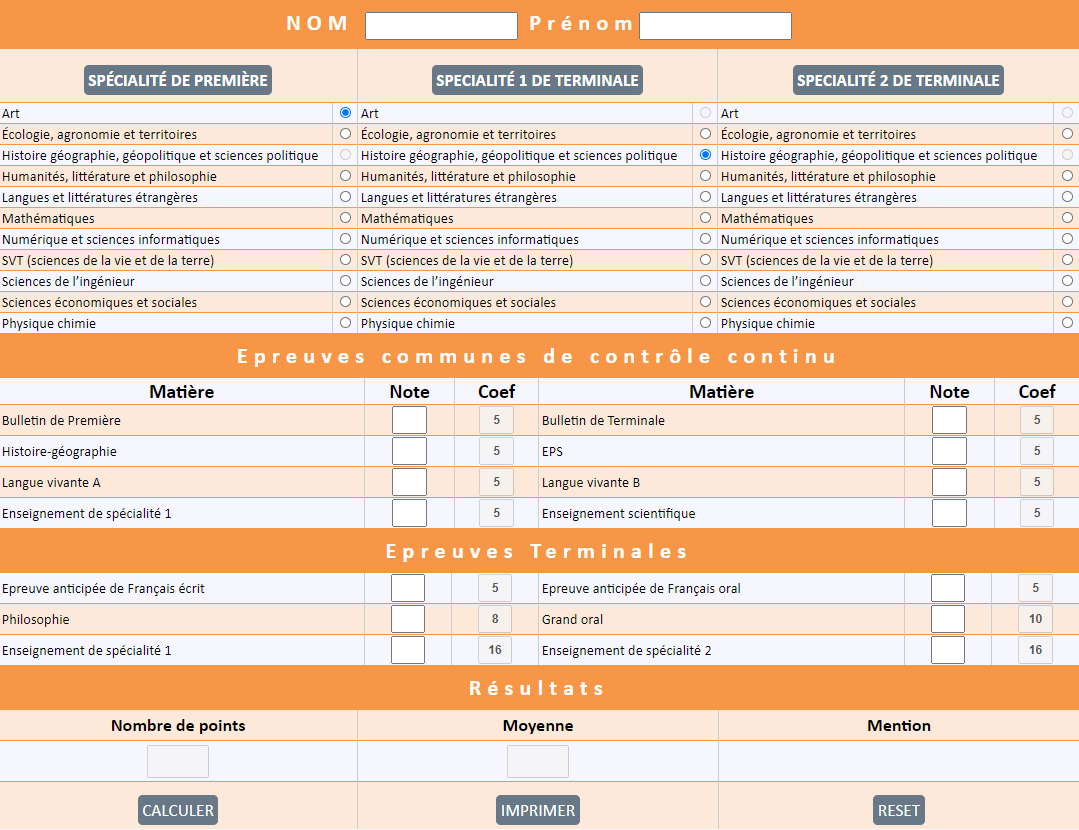 NOM Prénom
SPÉCIALITÉ DE PREMIÈRE SPECIALITÉ 1 DE TERMINALE SPECIALITÉ 2 DE TERMINALE
Art Art Art
Écologie, agronomie et territoires Écologie, agronomie et territoires Écologie, agronomie et territoires
Histoire géographie, géopolitique et sciences politique Histoire géographie, géopolitique et sciences politique Histoire géographie, géopolitique et sciences politique
Humanités, littérature et philosophie Humanités, littérature et philosophie Humanités, littérature et philosophie
Langues et littératures étrangères Langues et littératures étrangères Langues et littératures étrangères
Mathématiques Mathématiques Mathématiques
Numérique et sciences informatiques Numérique et sciences informatiques Numérique et sciences informatiques
SVT (sciences de la vie et de la terre) SVT (sciences de la vie et de la terre) SVT (sciences de la vie et de la terre)
Sciences de l’ingénieur Sciences de l’ingénieur Sciences de l’ingénieur
Sciences économiques et sociales Sciences économiques et sociales Sciences économiques et sociales
Physique chimie Physique chimie Physique chimie
Epreuves communes de contrôle continu
Matière Note Coef Matière Note Coef
Bulletin de Première 5 Bulletin de Terminale 5
Histoire-géographie 5 EPS 5
Langue vivante A 5 Langue vivante B 5
Enseignement de spécialité 1 5 Enseignement scientifique 5
Epreuves Terminales
Epreuve anticipée de Français écrit 5 Epreuve anticipée de Français oral 5
Philosophie 8 Grand oral 10
Enseignement de spécialité 1 16 Enseignement de spécialité 2 16
Résultats
Nombre de points Moyenne Mention
CALCULER IMPRIMER RESET